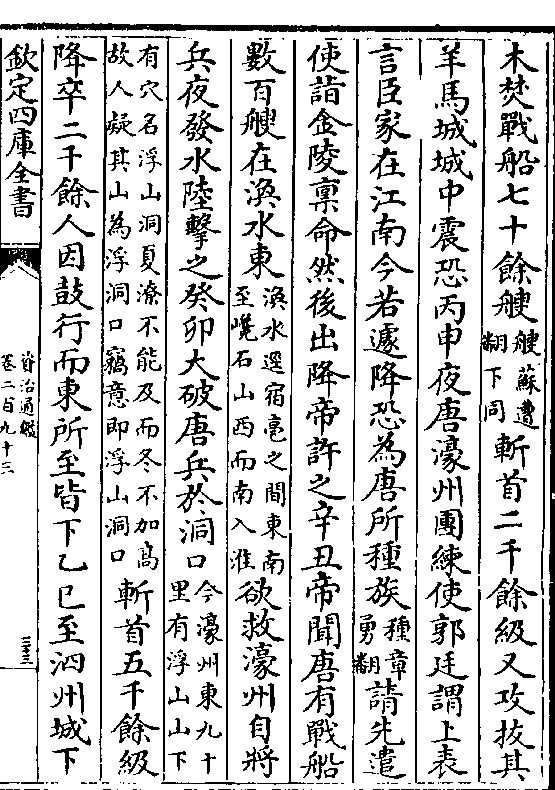 木焚戰船七十餘艘艘蘇遭翻下同斬首二千餘級又攻拔其
羊馬城城中震恐丙申夜唐濠州團練使郭廷謂上表
言臣家在江南今若遽降恐為唐所種族種章勇翻請先遣
使詣金陵稟命然後出降帝許之辛丑帝聞唐有戰船
數百艘在渙水東渙水逕宿亳之間東南至巉石山西而南入淮欲救濠州自將
兵夜發水陸擊之癸卯大破唐兵於洞口今濠州東九十里有浮山山下
有穴名浮山洞夏潦不能及而冬不加高故人疑其山為浮洞口竊意即浮山洞口斬首五千餘級
降卒二千餘人因鼓行而東所至皆下乙巳至泗州城下
欽定四庫全書
資治通鑑
卷二百九十三
三十三